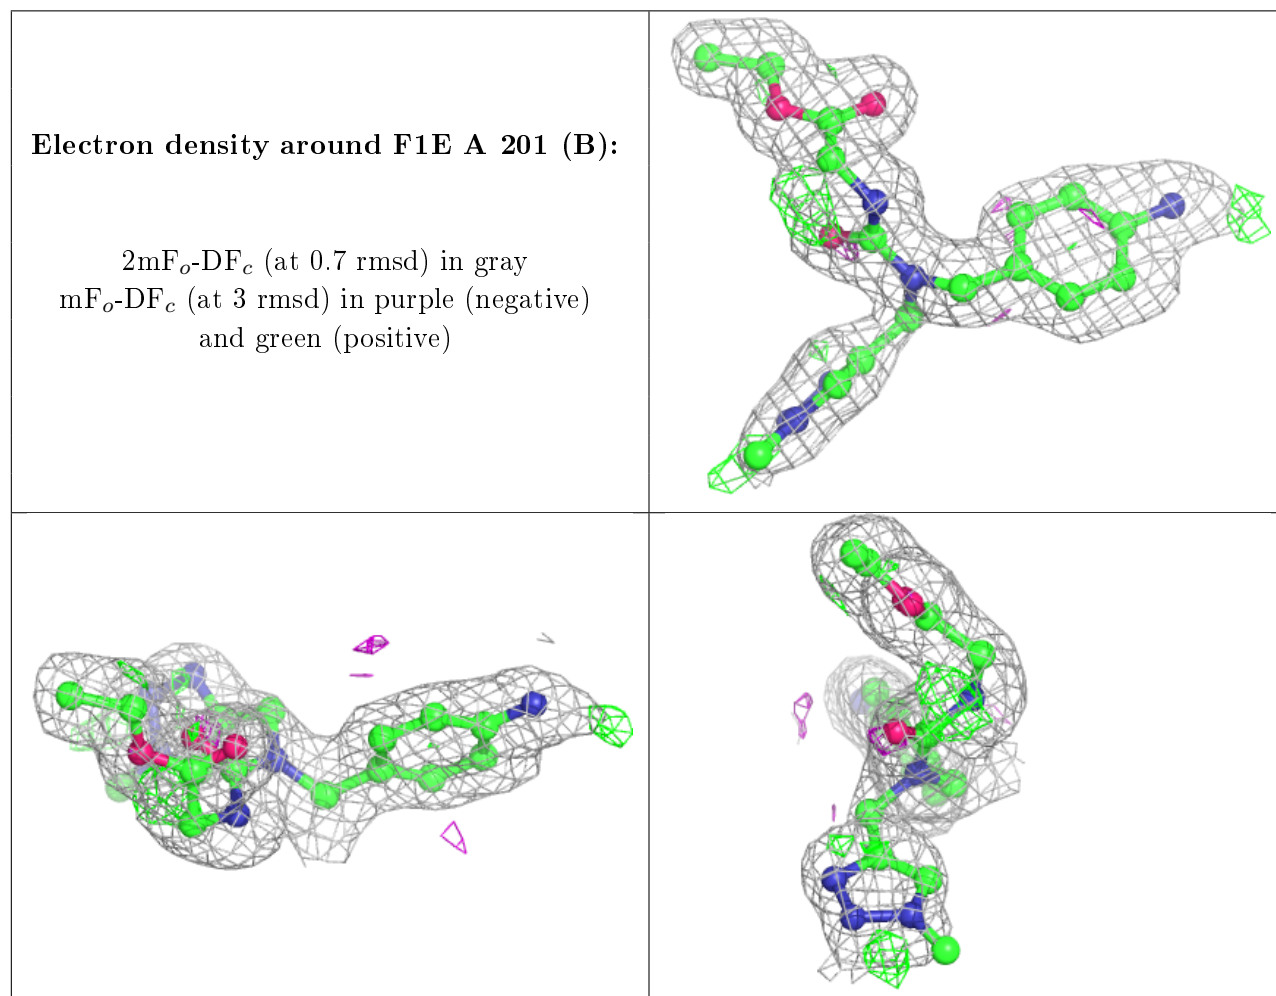 Electron density around F1E A 201 (B):
2mFo-DFc (at 0.7 rmsd) in gray
mFo-DFc (at 3 rmsd) in purple (negative)
and green (positive)